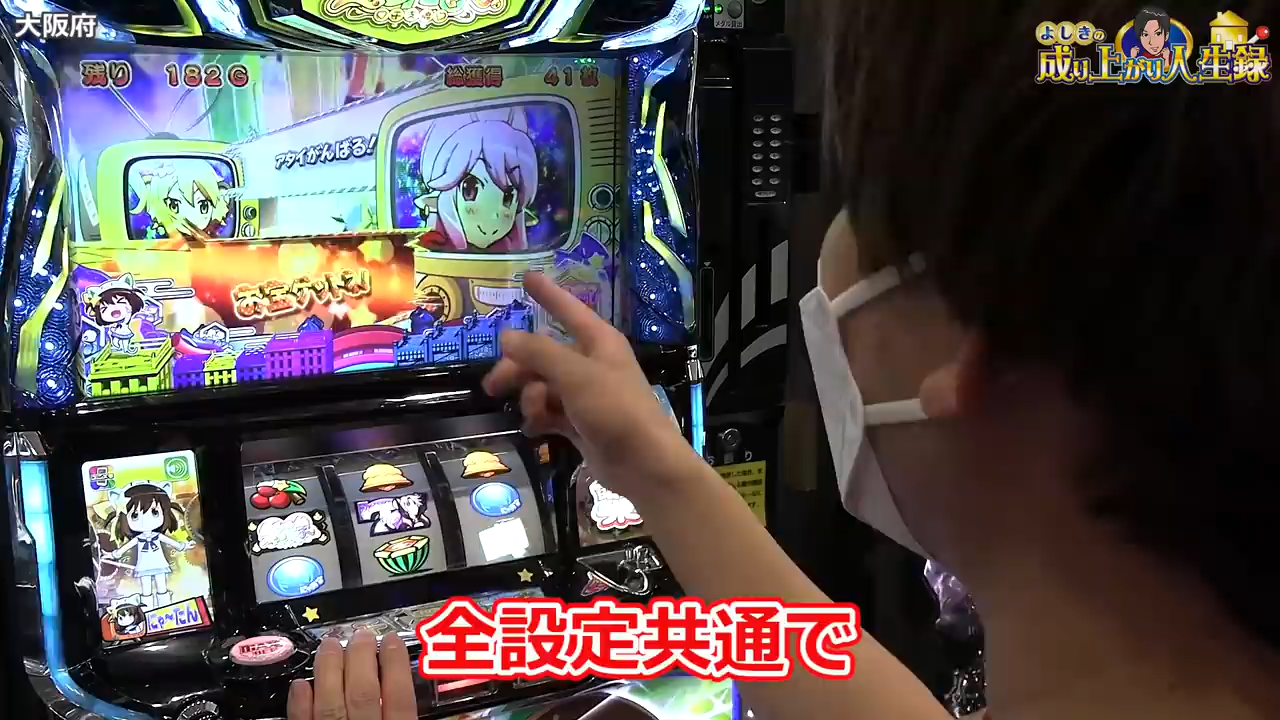 大阪府
よしきの
成り上がり人生録
残り 182G
総獲得 41枚
アタイがんばる!
お宝ゲットだ!
にゃ〜たん
全設定共通で